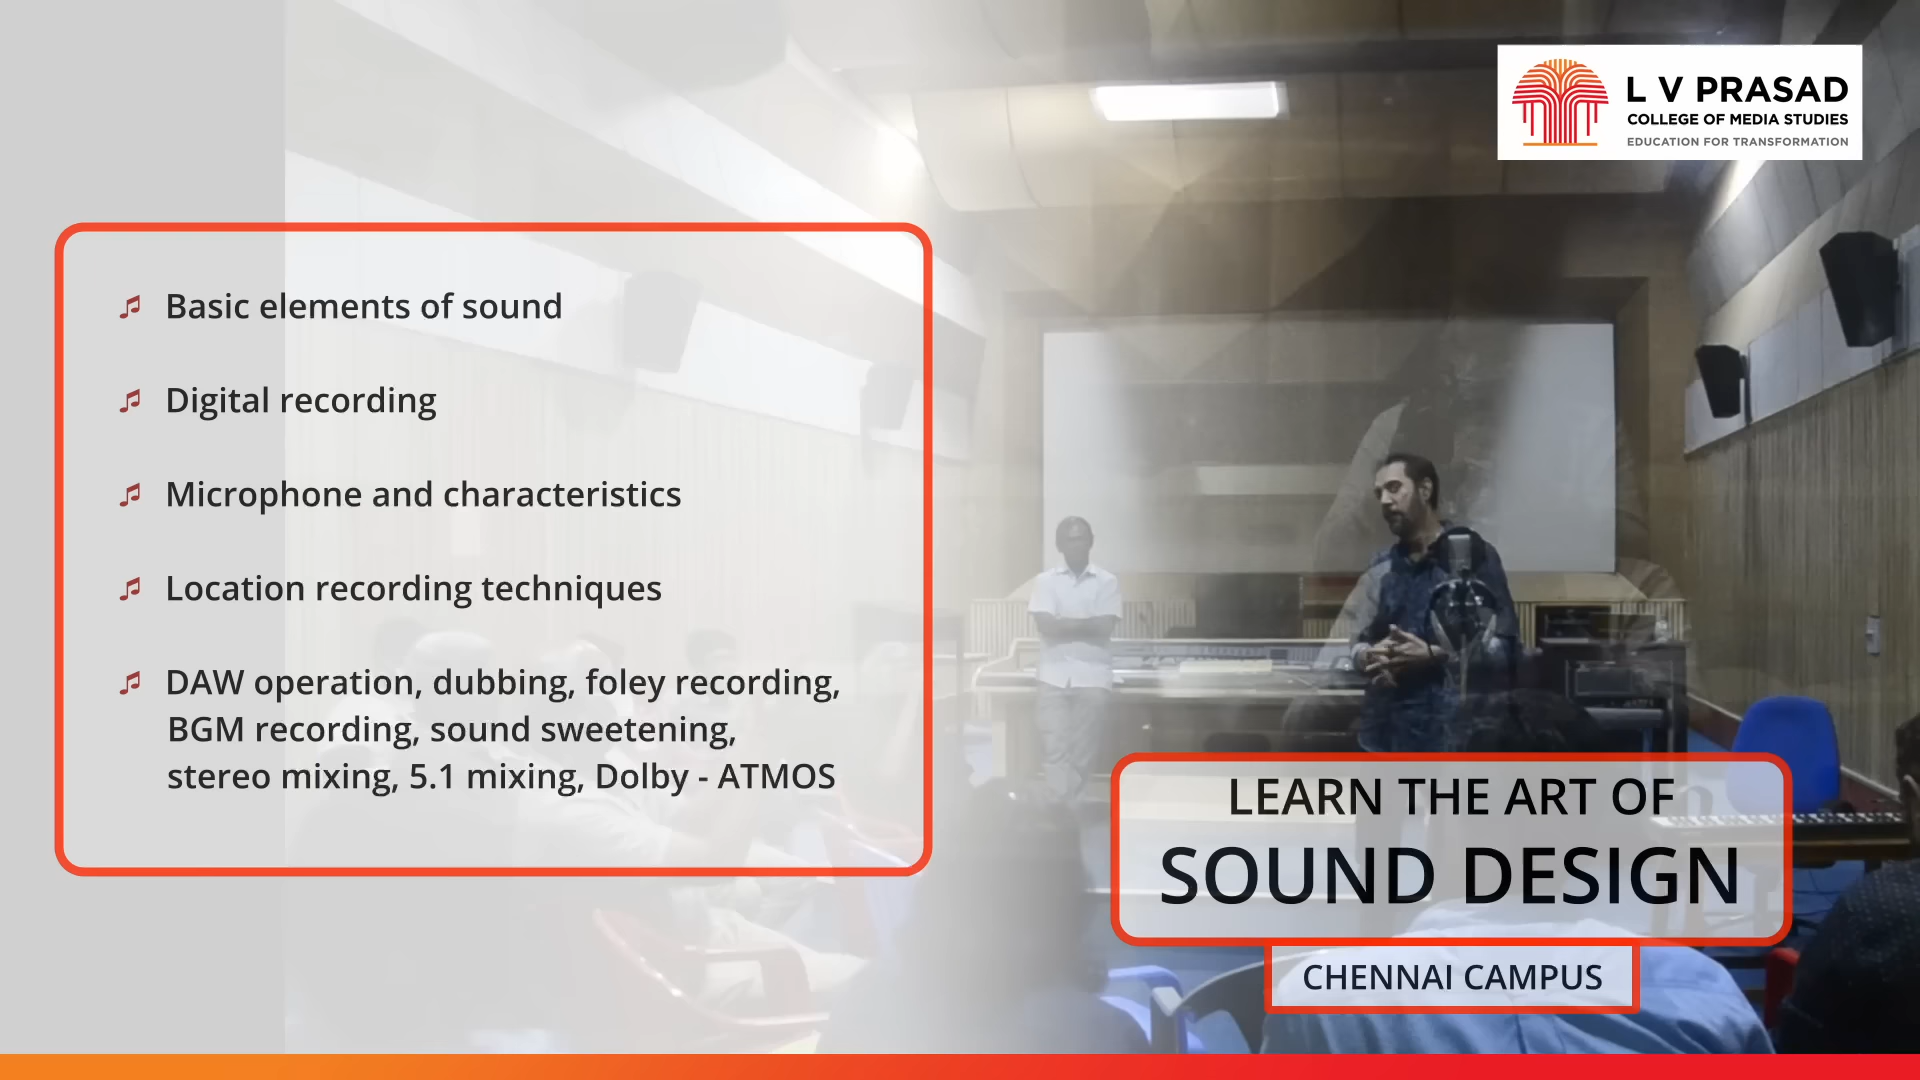 L V PRASAD
COLLEGE OF MEDIA STUDIES
EDUCATION FOR TRANSFORMATION
Basic elements of sound
Digital recording
Microphone and characteristics
Location recording techniques
DAW operation, dubbing, foley recording,
BGM recording, sound sweetening,
stereo mixing, 5.1 mixing, Dolby - ATMOS
LEARN THE ART OF
SOUND DESIGN
CHENNAI CAMPUS